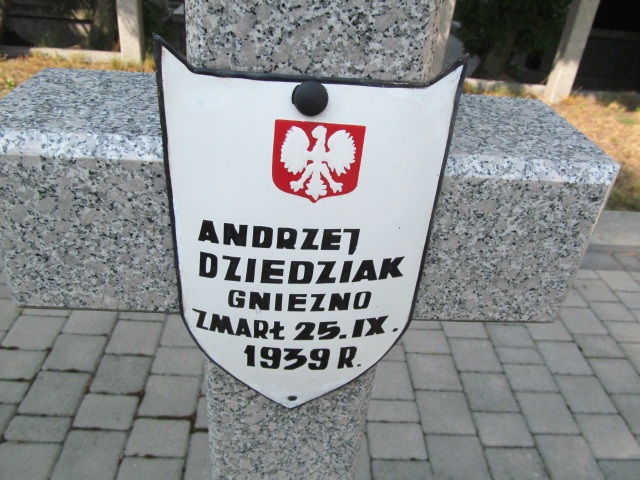 ANDRZEJ
DZIEDZIAK
GNIEZNO
ZMARŁ 25.IX.
1939 R.